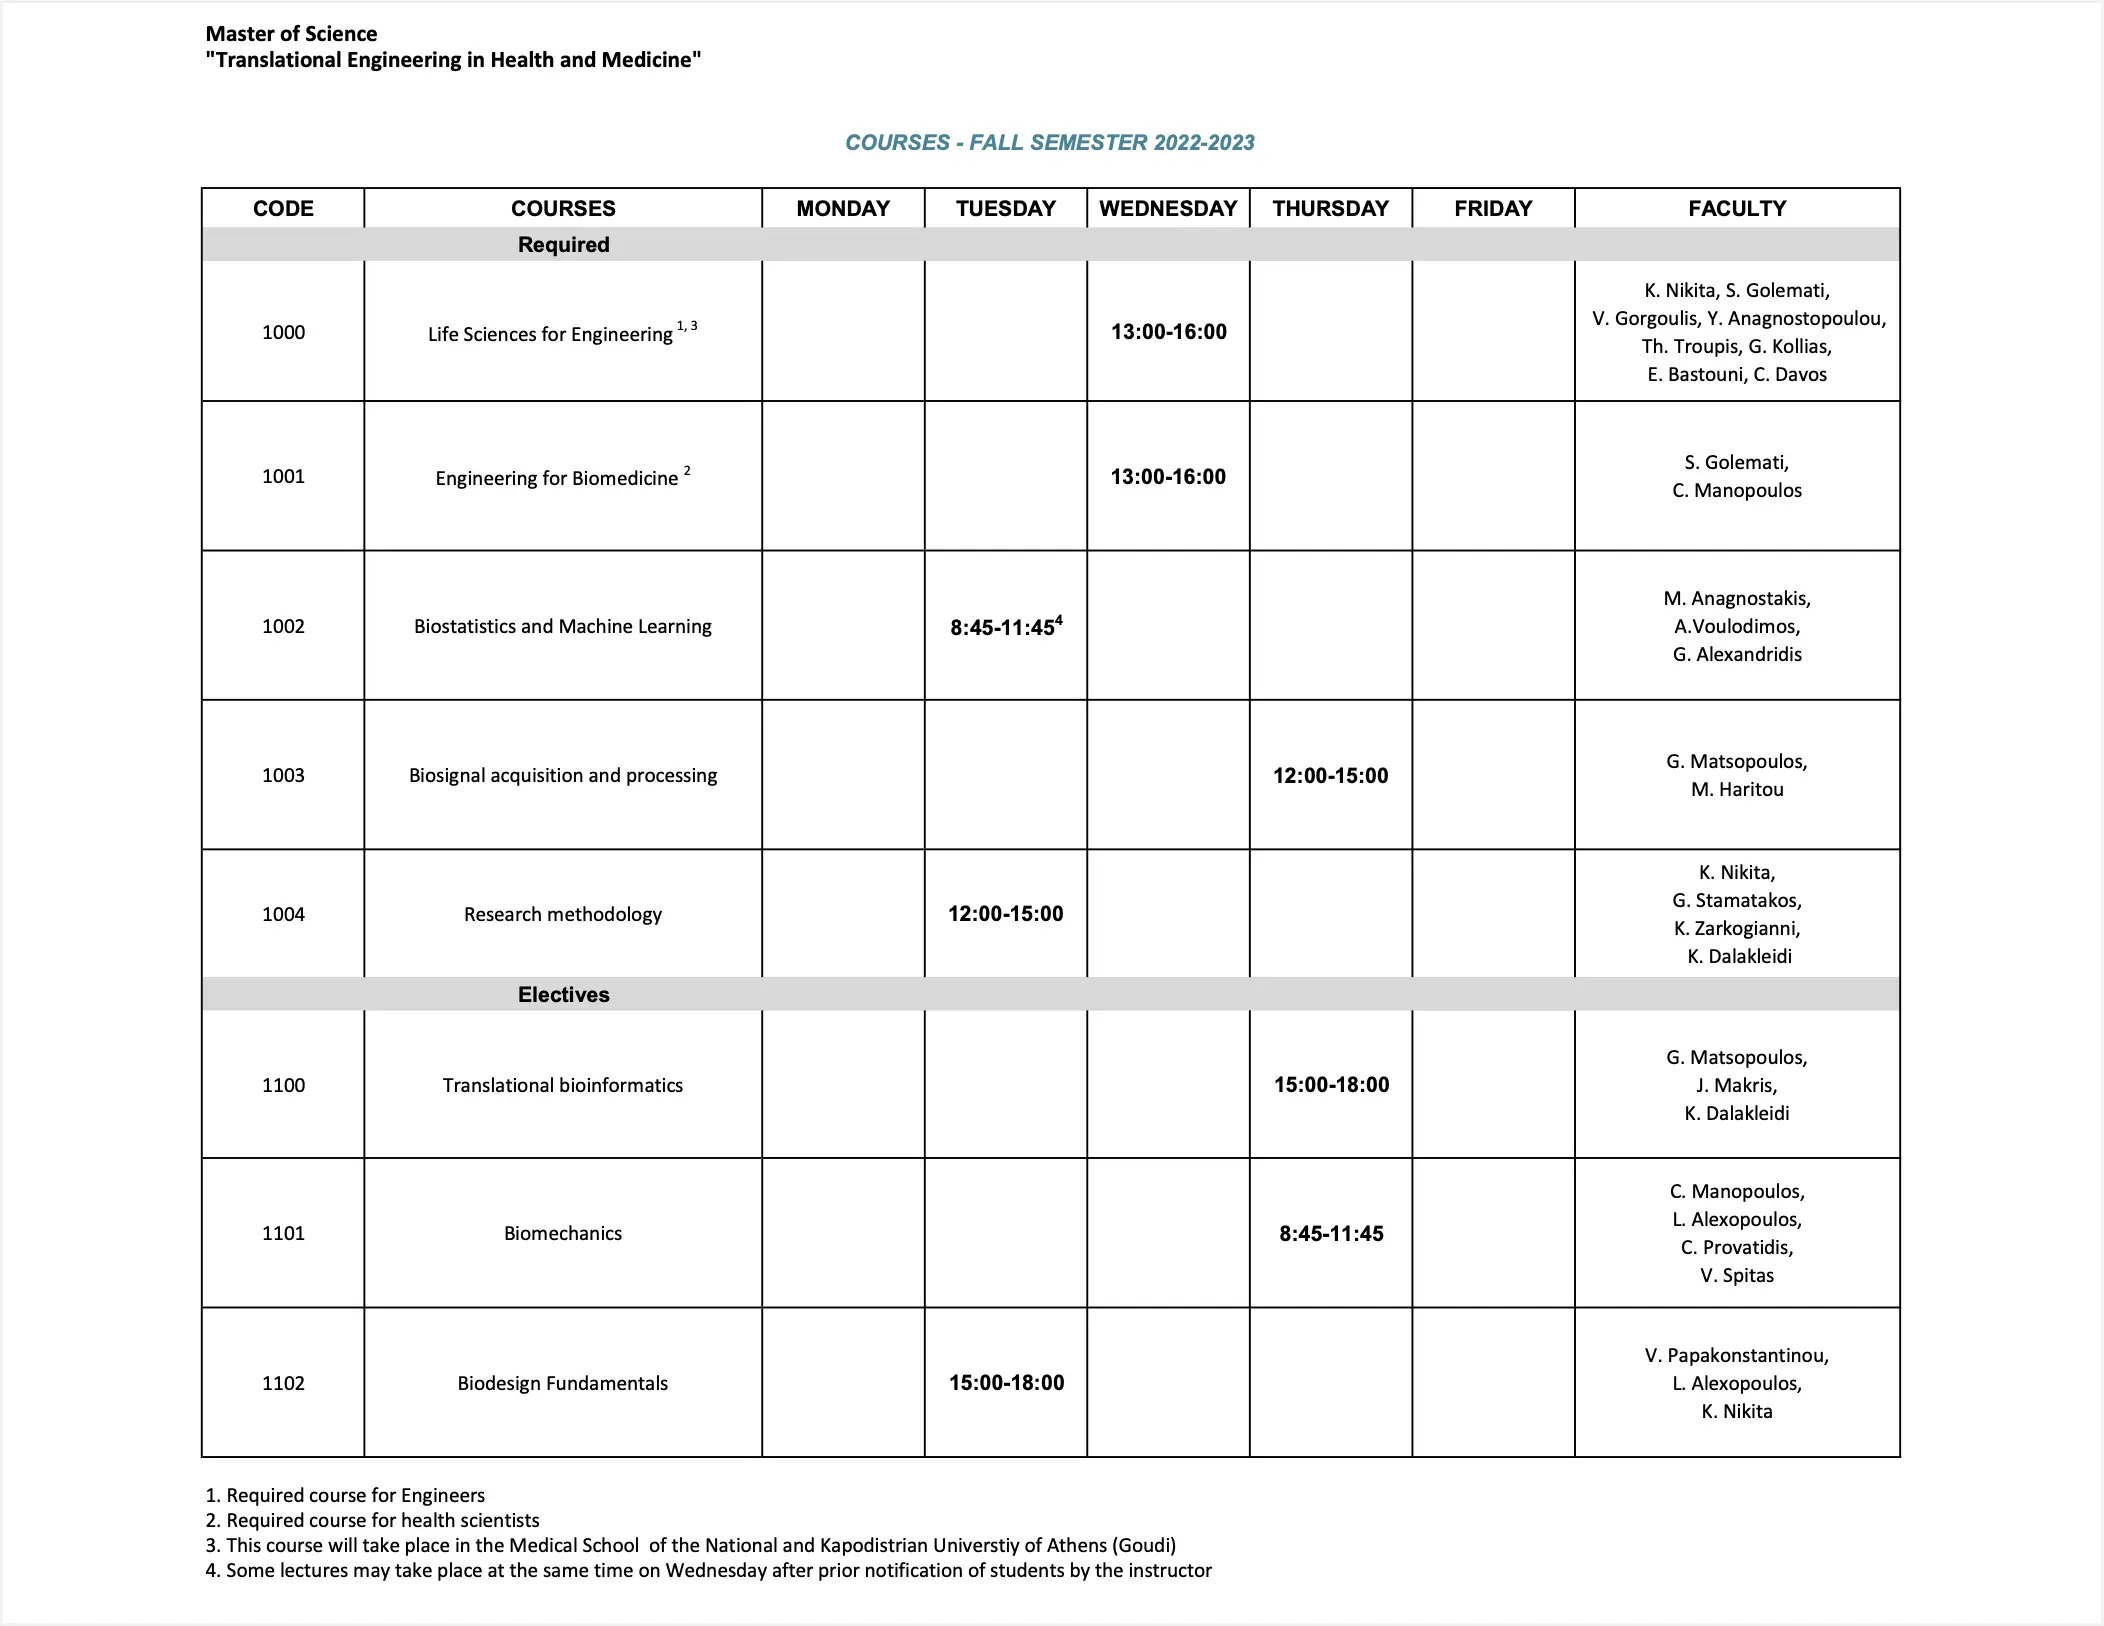 Master of Science
"Translational Engineering in Health and Medicine"
COURSES - FALL SEMESTER 2022-2023
CODE COURSES MONDAY TUESDAY WEDNESDAY THURSDAY FRIDAY FACULTY
Required
1000 Life Sciences for Engineering 1, 3 13:00-16:00 K. Nikita, S. Golemati,
V. Gorgoulis, Y. Anagnostopoulou,
Th. Troupis, G. Kollias,
E. Bastouni, C. Davos
1001 Engineering for Biomedicine 2 13:00-16:00 S. Golemati,
C. Manopoulos
1002 Biostatistics and Machine Learning 8:45-11:454 M. Anagnostakis,
A.Voulodimos,
G. Alexandridis
1003 Biosignal acquisition and processing 12:00-15:00 G. Matsopoulos,
M. Haritou
1004 Research methodology 12:00-15:00 K. Nikita,
G. Stamatakos,
K. Zarkogianni,
K. Dalakleidi
Electives
1100 Translational bioinformatics 15:00-18:00 G. Matsopoulos,
J. Makris,
K. Dalakleidi
1101 Biomechanics 8:45-11:45 C. Manopoulos,
L. Alexopoulos,
C. Provatidis,
V. Spitas
1102 Biodesign Fundamentals 15:00-18:00 V. Papakonstantinou,
L. Alexopoulos,
K. Nikita
1. Required course for Engineers
2. Required course for health scientists
3. This course will take place in the Medical School of the National and Kapodistrian Universtiy of Athens (Goudi)
4. Some lectures may take place at the same time on Wednesday after prior notification of students by the instructor